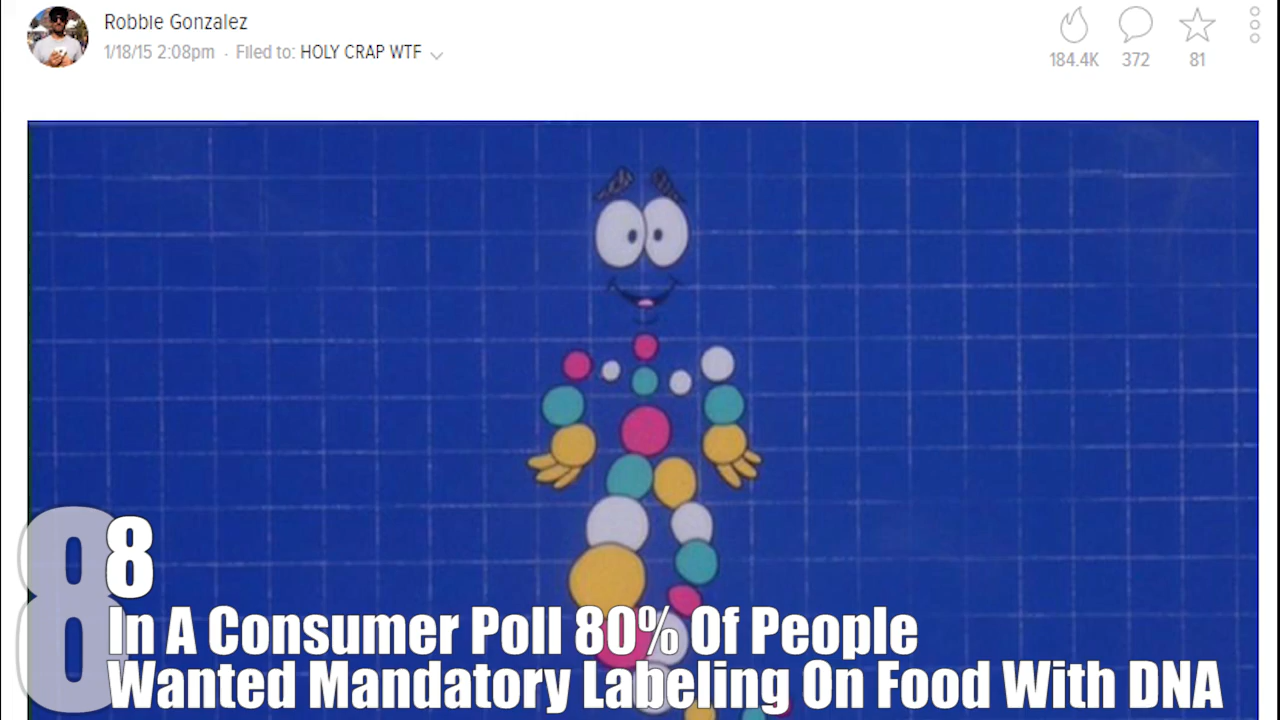 Robbie Gonzalez
1/18/15 2:08pm - Filed to: HOLY CRAP WTF
184.4K 372 81
8
8
In A Consumer Poll 80% Of People
Wanted Mandatory Labeling On Food With DNA